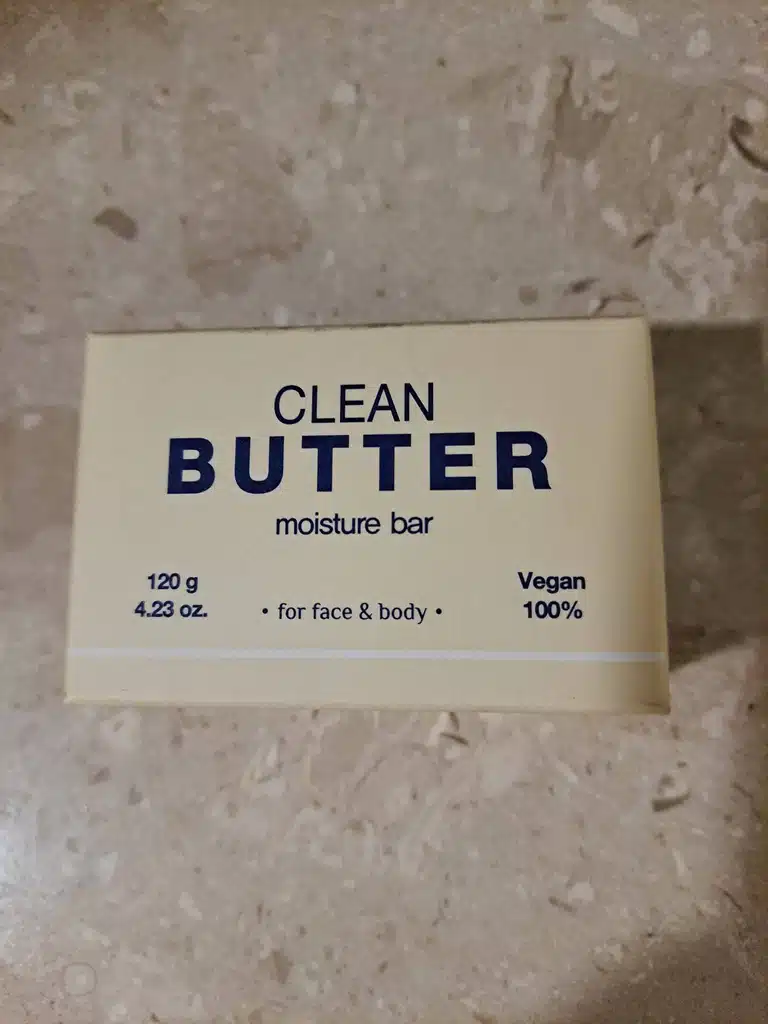 CLEAN
BUTTER
moisture bar
120 g
4.23 oz.
• for face & body •
Vegan
100%